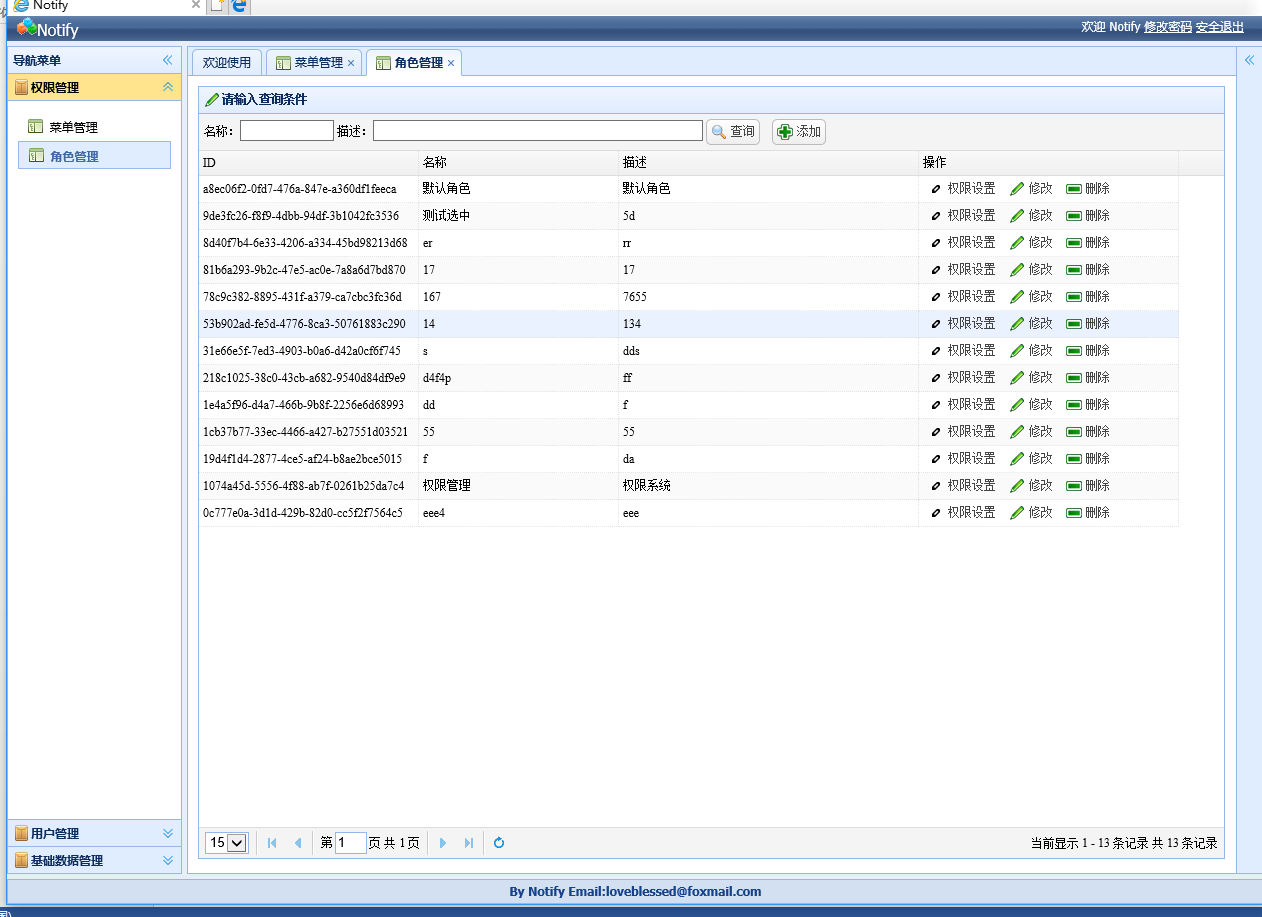 Notify
Notify
欢迎 Notify 修改密码 安全退出
导航菜单
权限管理
菜单管理
角色管理
用户管理
基础数据管理
欢迎使用 菜单管理 角色管理
请输入查询条件
名称: 描述: 查询 添加
ID 名称 描述 操作
a8ec06f2-0fd7-476a-847e-a360df1feeca 默认角色 默认角色 权限设置 修改 删除
9de3fc26-f8f9-4dbb-94df-3b1042fc3536 测试选中 5d 权限设置 修改 删除
8d40f7b4-6e33-4206-a334-45bd98213d68 er rr 权限设置 修改 删除
81b6a293-9b2c-47e5-ac0e-7a8a6d7bd870 17 17 权限设置 修改 删除
78c9c382-8895-431f-a379-ca7cbc3fc36d 167 7655 权限设置 修改 删除
53b902ad-fe5d-4776-8ca3-50761883c290 14 134 权限设置 修改 删除
31e66e5f-7ed3-4903-b0a6-d42a0cf6f745 s dds 权限设置 修改 删除
218c1025-38c0-43cb-a682-9540d84df9e9 d4f4p ff 权限设置 修改 删除
1e4a5f96-d4a7-466b-9b8f-2256e6d68993 dd f 权限设置 修改 删除
1cb37b77-33ec-4466-a427-b27551d03521 55 55 权限设置 修改 删除
19d4f1d4-2877-4ce5-af24-b8ae2bce5015 f da 权限设置 修改 删除
1074a45d-5556-4f88-ab7f-0261b25da7c4 权限管理 权限系统 权限设置 修改 删除
0c777e0a-3d1d-429b-82d0-cc5f2f7564c5 eee4 eee 权限设置 修改 删除
15 第 1 页 共 1 页 当前显示 1 - 13 条记录 共 13 条记录
By Notify Email:loveblessed@foxmail.com